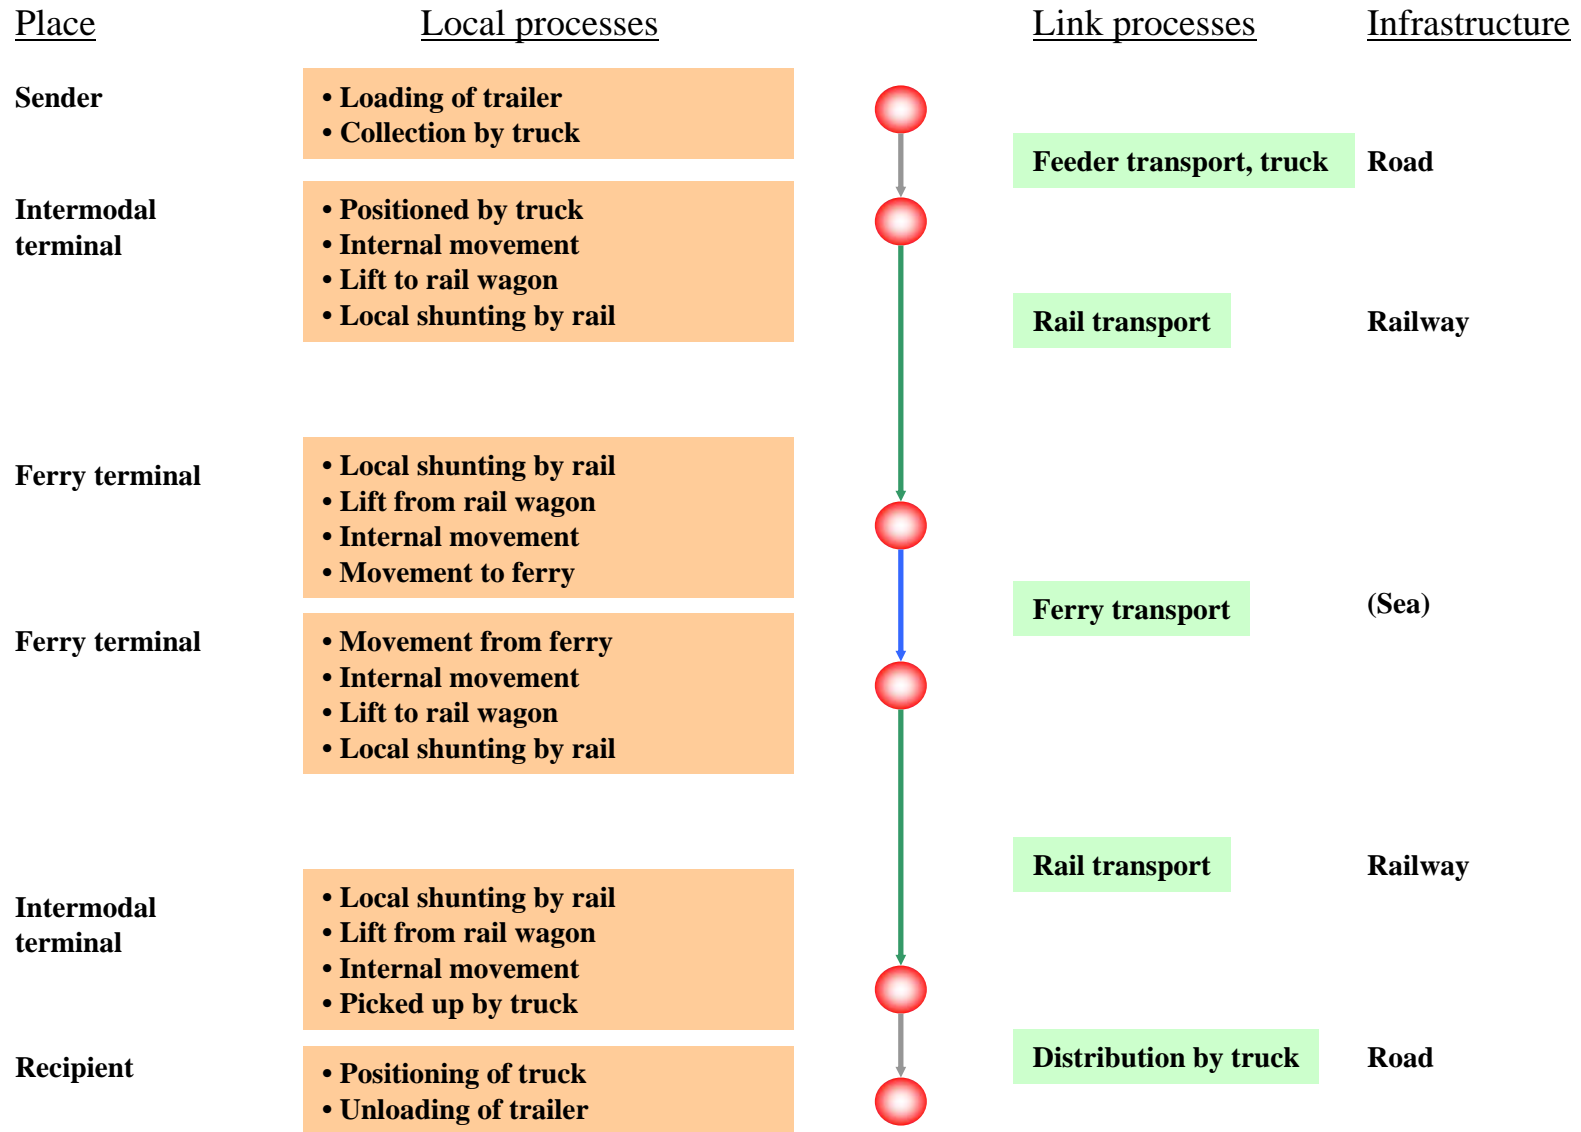 Place
Local processes
Link processes
Infrastructure
Sender
• Loading of trailer
• Collection by truck
Feeder transport, truck
Road
Intermodal
terminal
• Positioned by truck
• Internal movement
• Lift to rail wagon
• Local shunting by rail
Rail transport
Railway
Ferry terminal
• Local shunting by rail
• Lift from rail wagon
• Internal movement
• Movement to ferry
Ferry transport
(Sea)
Ferry terminal
• Movement from ferry
• Internal movement
• Lift to rail wagon
• Local shunting by rail
Rail transport
Railway
Intermodal
terminal
• Local shunting by rail
• Lift from rail wagon
• Internal movement
• Picked up by truck
Distribution by truck
Road
Recipient
• Positioning of truck
• Unloading of trailer